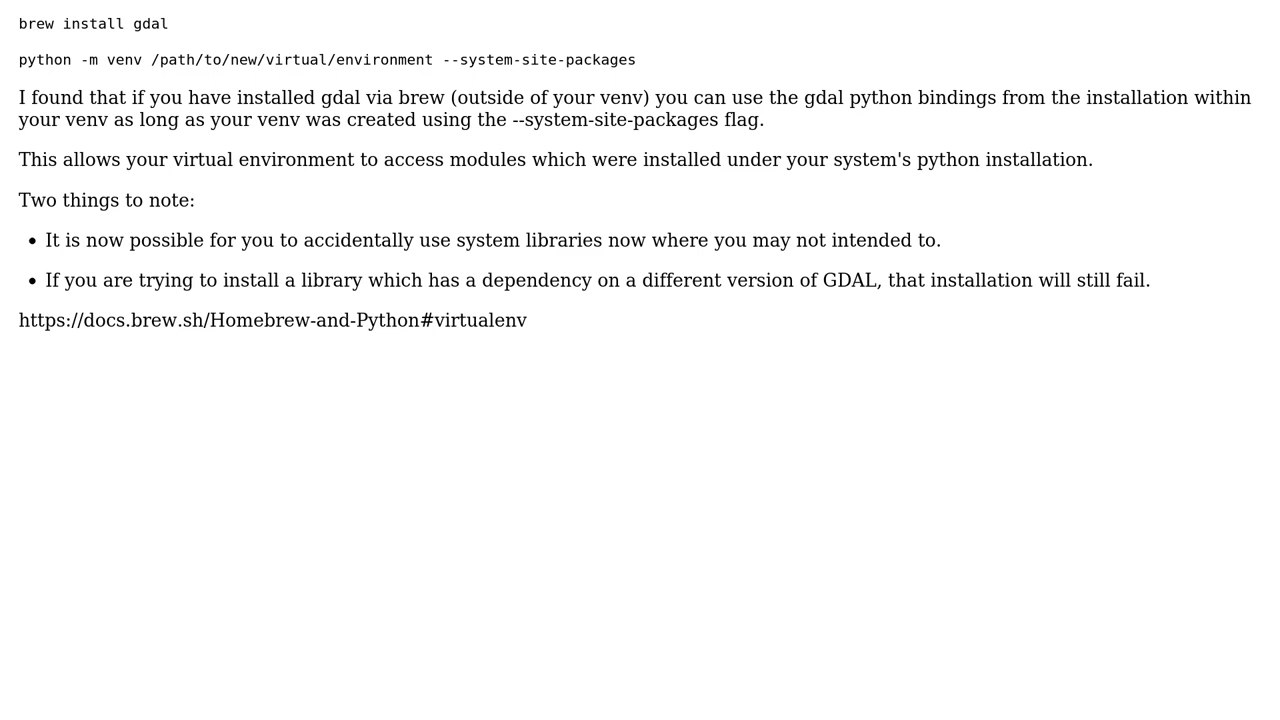 brew install gdal
python -m venv /path/to/new/virtual/environment --system-site-packages
I found that if you have installed gdal via brew (outside of your venv) you can use the gdal python bindings from the installation within
your venv as long as your venv was created using the --system-site-packages flag.
This allows your virtual environment to access modules which were installed under your system's python installation.
Two things to note:
• It is now possible for you to accidentally use system libraries now where you may not intended to.
• If you are trying to install a library which has a dependency on a different version of GDAL, that installation will still fail.
https://docs.brew.sh/Homebrew-and-Python#virtualenv